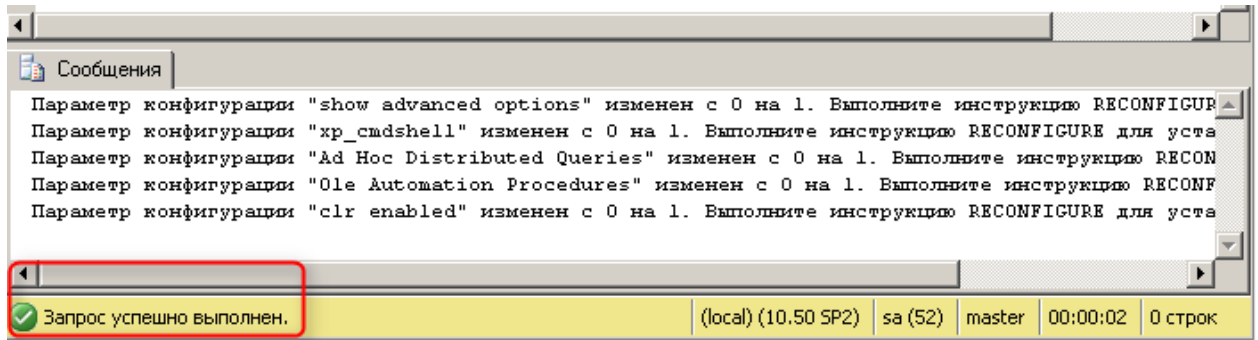 Сообщения
Параметр конфигурации "show advanced options" изменен с 0 на 1. Выполните инструкцию RECONFIGUR
Параметр конфигурации "xp_cmdshell" изменен с 0 на 1. Выполните инструкцию RECONFIGURE для уста
Параметр конфигурации "Ad Hoc Distributed Queries" изменен с 0 на 1. Выполните инструкцию RECON
Параметр конфигурации "Ole Automation Procedures" изменен с 0 на 1. Выполните инструкцию RECONF
Параметр конфигурации "clr enabled" изменен с 0 на 1. Выполните инструкцию RECONFIGURE для уста
Запрос успешно выполнен. (local) (10.50 SP2) sa (52) master 00:00:02 0 строк